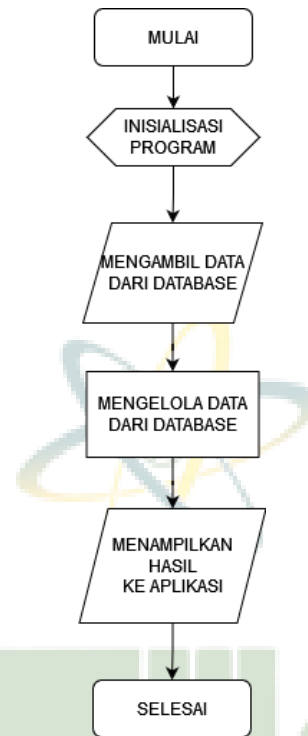 MULAI
INISIALISASI
PROGRAM
MENGAMBIL DATA
DARI DATABASE
MENGELOLA DATA
DARI DATABASE
MENAMPILKAN
HASIL
KE APLIKASI
SELESAI